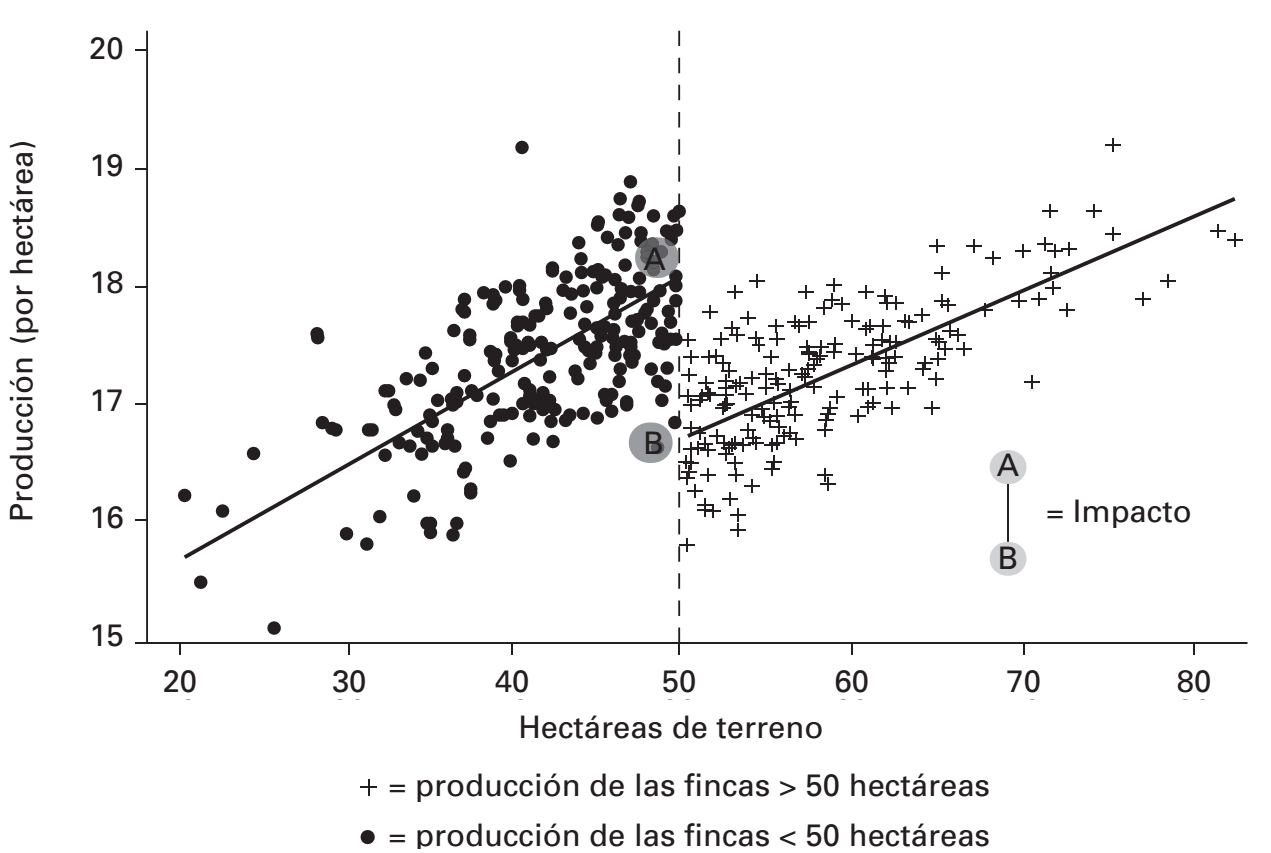 20
19
18
17
16
15
Producción (por hectárea)
A
B
A
= Impacto
B
20 30 40 50 60 70 80
Hectáreas de terreno
+ = producción de las fincas > 50 hectáreas
● = producción de las fincas < 50 hectáreas